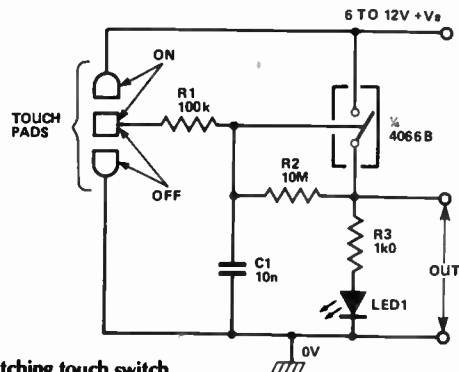 6 TO 12V +Vs
ON
R1
100k
TOUCH
PADS
¼
4066B
R2
10M
OFF
R3
1k0
C1
10n
OUT
LED1
0V
tching touch switch